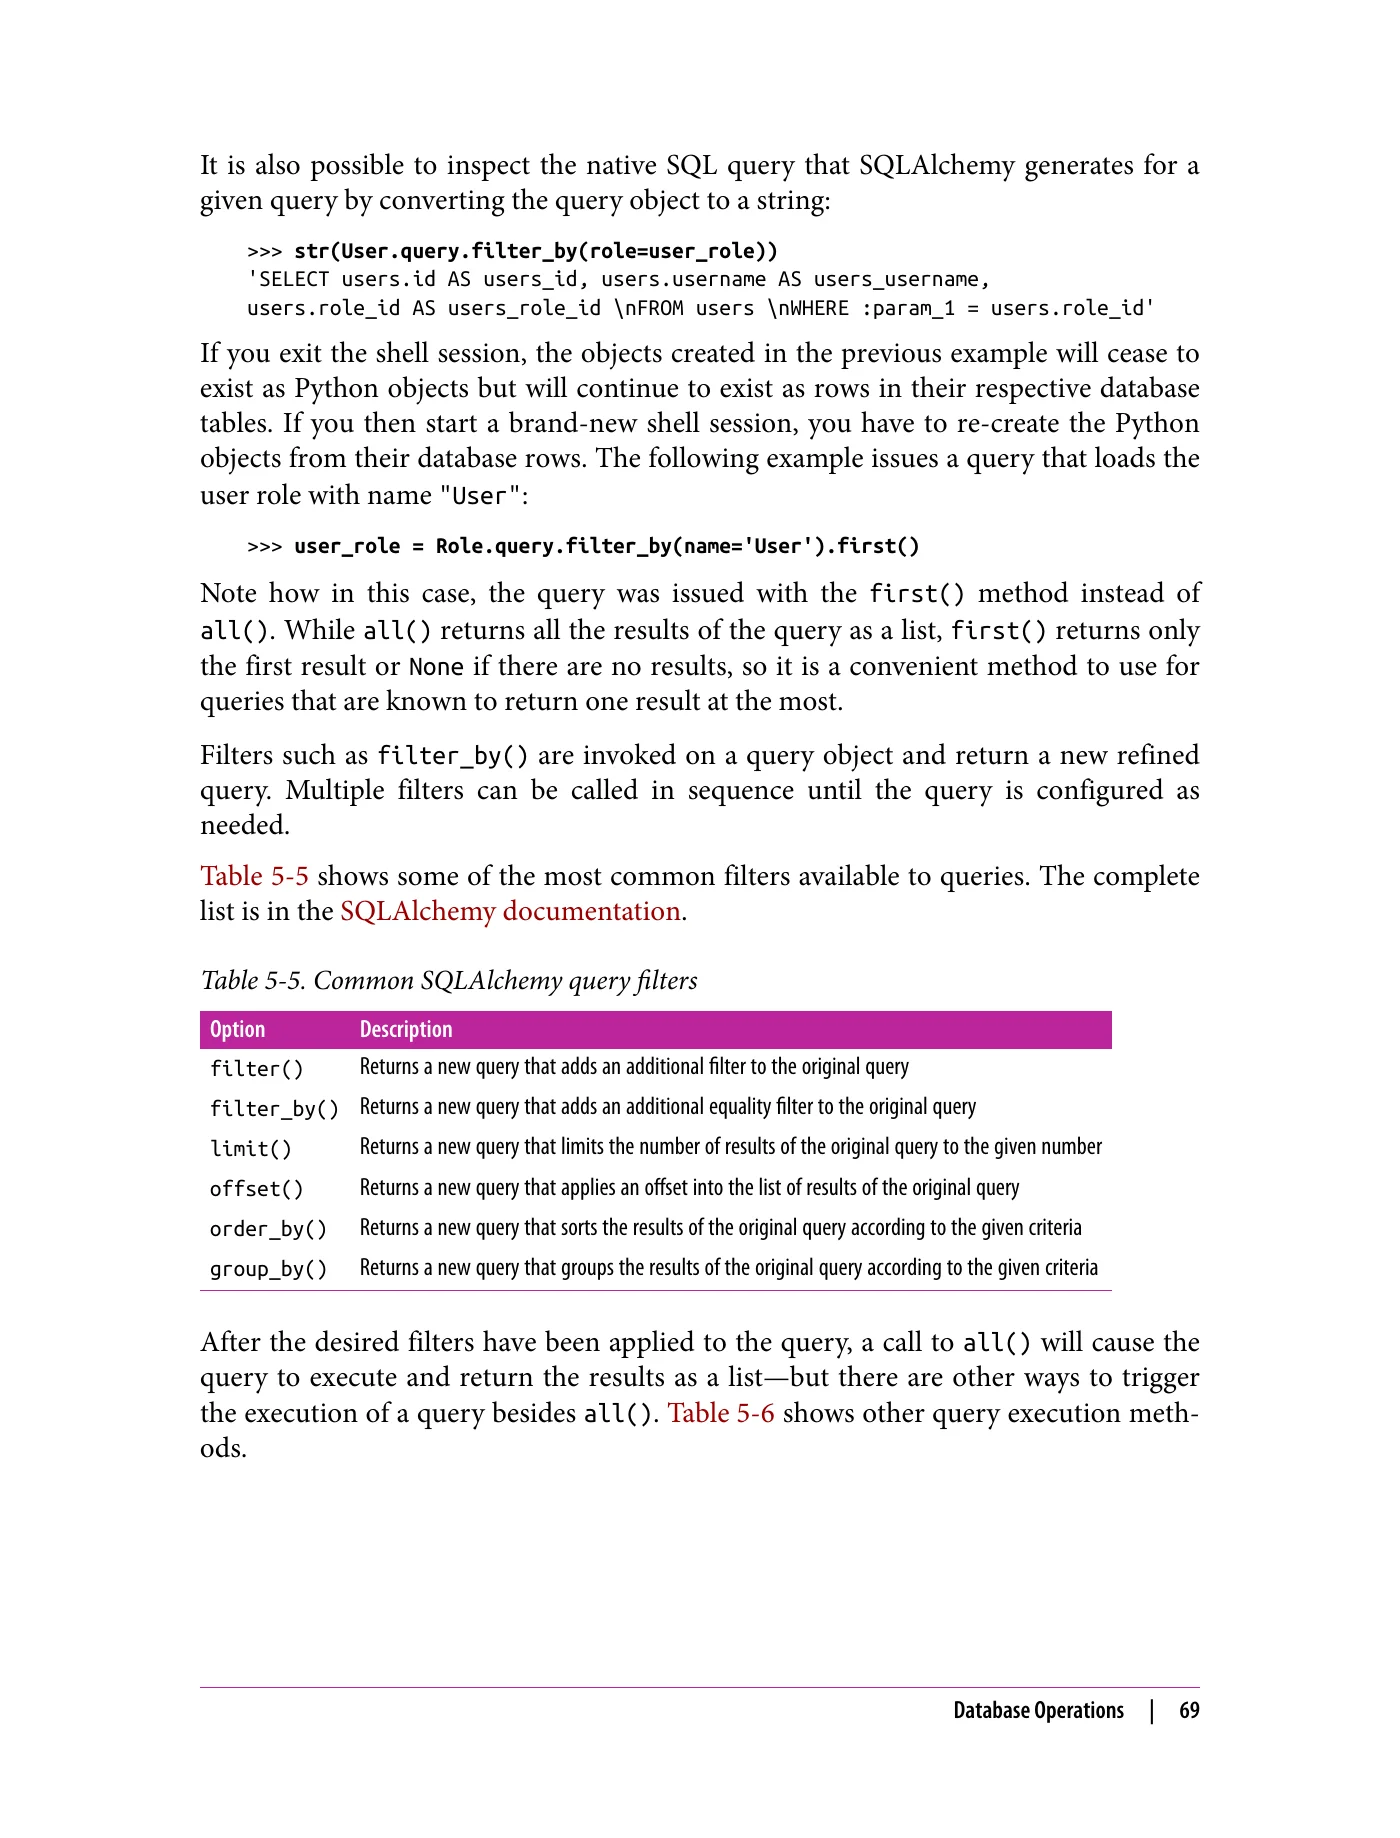 It is also possible to inspect the native SQL query that SQLAlchemy generates for a
given query by converting the query object to a string:
>>> str(User.query.filter_by(role=user_role))
'SELECT users.id AS users_id, users.username AS users_username,
users.role_id AS users_role_id \nFROM users \nWHERE :param_1 = users.role_id'
If you exit the shell session, the objects created in the previous example will cease to
exist as Python objects but will continue to exist as rows in their respective database
tables. If you then start a brand-new shell session, you have to re-create the Python
objects from their database rows. The following example issues a query that loads the
user role with name "User":
>>> user_role = Role.query.filter_by(name='User').first()
Note how in this case, the query was issued with the first() method instead of
all(). While all() returns all the results of the query as a list, first() returns only
the first result or None if there are no results, so it is a convenient method to use for
queries that are known to return one result at the most.
Filters such as filter_by() are invoked on a query object and return a new refined
query. Multiple filters can be called in sequence until the query is configured as
needed.
Table 5-5 shows some of the most common filters available to queries. The complete
list is in the SQLAlchemy documentation.
Table 5-5. Common SQLAlchemy query filters
Option Description
filter() Returns a new query that adds an additional filter to the original query
filter_by() Returns a new query that adds an additional equality filter to the original query
limit() Returns a new query that limits the number of results of the original query to the given number
offset() Returns a new query that applies an offset into the list of results of the original query
order_by() Returns a new query that sorts the results of the original query according to the given criteria
group_by() Returns a new query that groups the results of the original query according to the given criteria
After the desired filters have been applied to the query, a call to all() will cause the
query to execute and return the results as a list—but there are other ways to trigger
the execution of a query besides all(). Table 5-6 shows other query execution meth-
ods.
Database Operations | 69